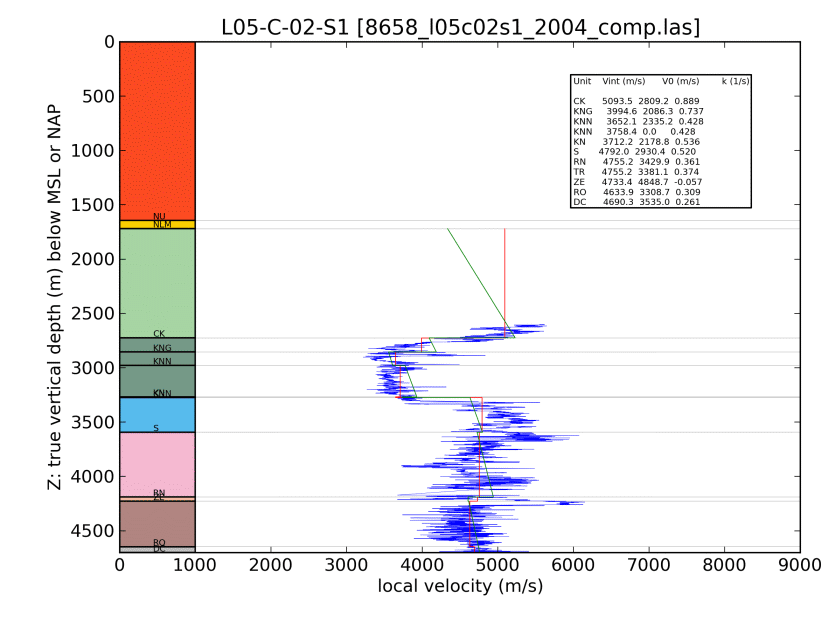 L05-C-02-S1 [8658_l05c02s1_2004_comp.las]
Z: true vertical depth (m) below MSL or NAP
0
500
1000
1500
2000
2500
3000
3500
4000
4500
Unit Vint (m/s) V0 (m/s) k (1/s)
CK 5093.5 2809.2 0.889
KNG 3994.6 2086.3 0.737
KNN 3652.1 2335.2 0.428
KNN 3758.4 0.0 0.428
KN 3712.2 2178.8 0.536
S 4792.0 2930.4 0.520
RN 4755.2 3429.9 0.361
TR 4755.2 3381.1 0.374
ZE 4733.4 4848.7 -0.057
RO 4633.9 3308.7 0.309
DC 4690.3 3535.0 0.261
NU
NLM
CK
KNG
KNN
KNN
S
RN
ZE
RO
DC
0 1000 2000 3000 4000 5000 6000 7000 8000 9000
local velocity (m/s)